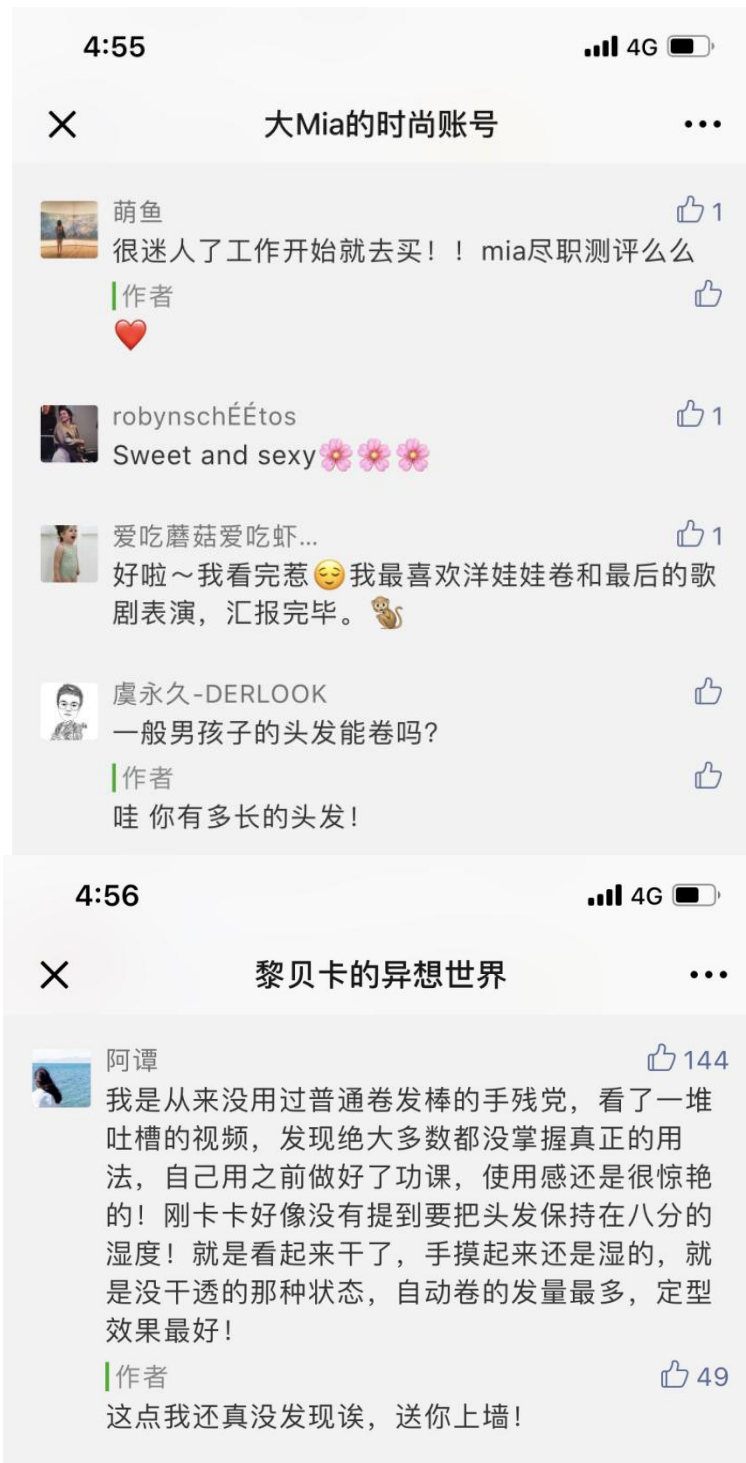 4:55
4G
大Mia的时尚账号
萌鱼
1
很迷人了工作开始就去买！！mia尽职测评么么
作者
❤️
robynschÉÉtos
1
Sweet and sexy🌸🌸🌸
爱吃蘑菇爱吃虾...
1
好啦～我看完惹😌我最喜欢洋娃娃卷和最后的歌
剧表演，汇报完毕。🐒
虞永久-DERLOOK
一般男孩子的头发能卷吗？
作者
哇 你有多长的头发！
4:56
4G
黎贝卡的异想世界
阿谭
144
我是从来没用过普通卷发棒的手残党，看了一堆
吐槽的视频，发现绝大多数都没掌握真正的用
法，自己用之前做好了功课，使用感还是很惊艳
的！刚卡卡好像没有提到要把头发保持在八分的
湿度！就是看起来干了，手摸起来还是湿的，就
是没干透的那种状态，自动卷的发量最多，定型
效果最好！
作者
49
这点我还真没发现诶，送你上墙！